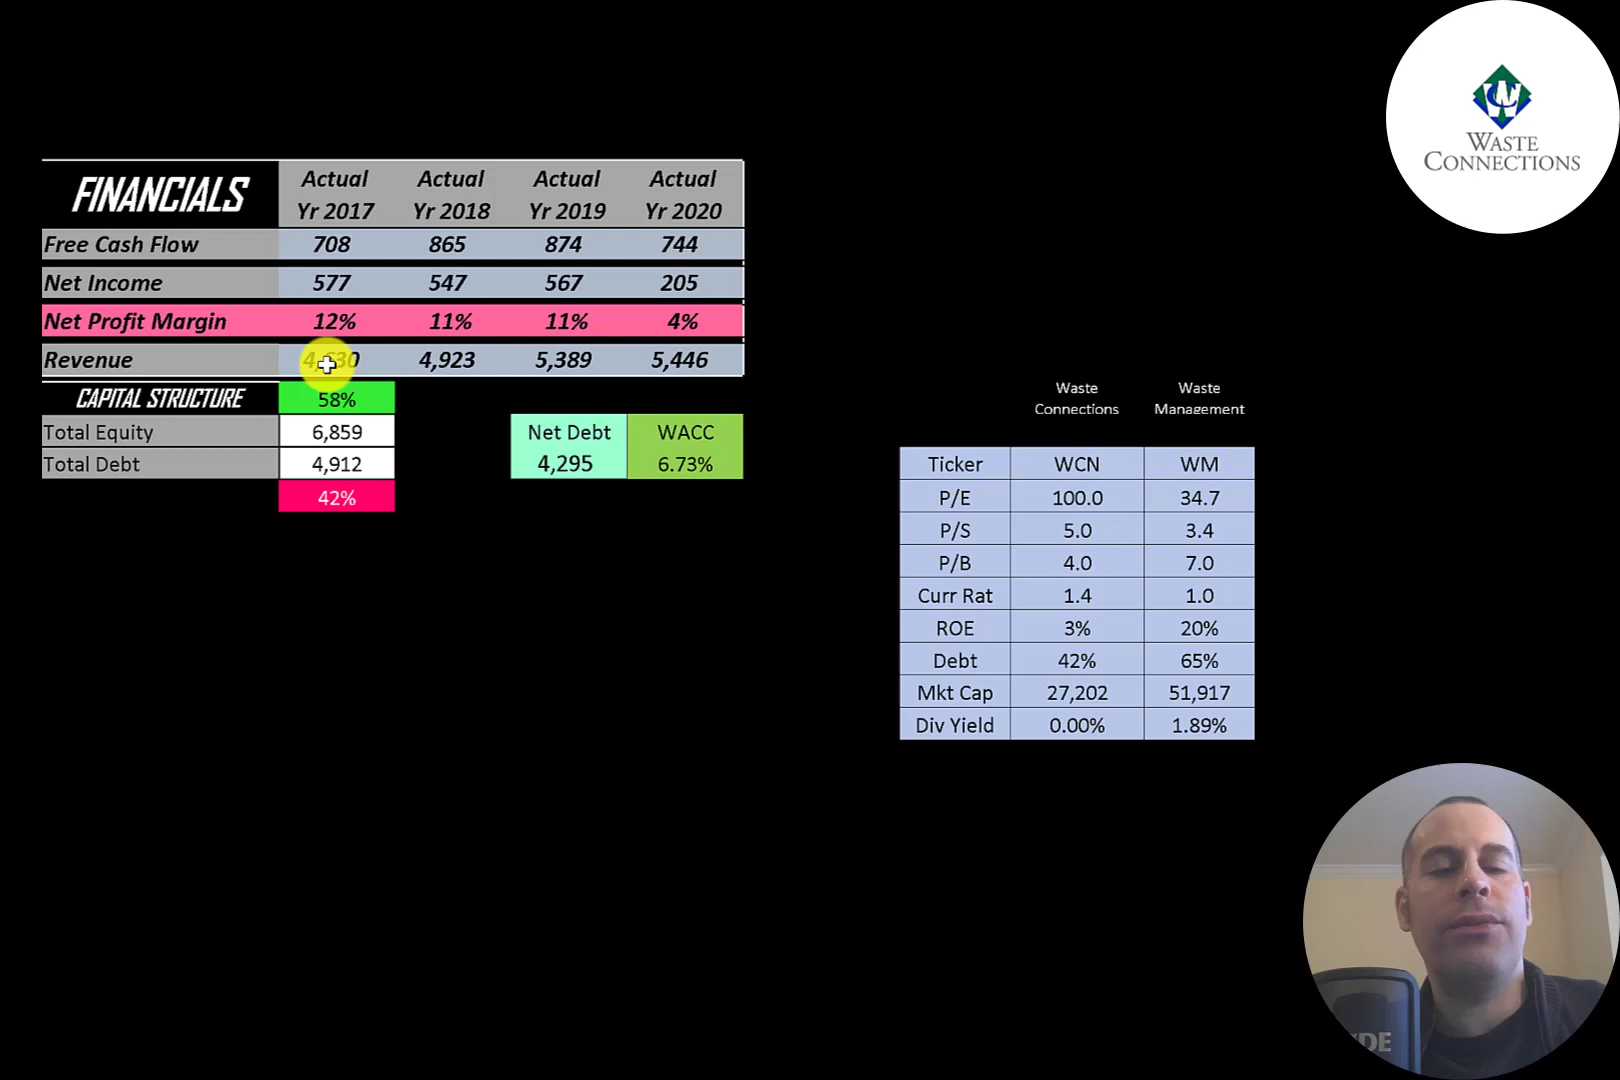 WASTE
CONNECTIONS
FINANCIALS
Actual Actual Actual Actual
Yr 2017 Yr 2018 Yr 2019 Yr 2020
Free Cash Flow 708 865 874 744
Net Income 577 547 567 205
Net Profit Margin 12% 11% 11% 4%
Revenue 4,630 4,923 5,389 5,446
CAPITAL STRUCTURE 58%
Total Equity 6,859 Net Debt WACC
Total Debt 4,912 4,295 6.73%
42%
Waste Waste
Connections Management
Ticker WCN WM
P/E 100.0 34.7
P/S 5.0 3.4
P/B 4.0 7.0
Curr Rat 1.4 1.0
ROE 3% 20%
Debt 42% 65%
Mkt Cap 27,202 51,917
Div Yield 0.00% 1.89%